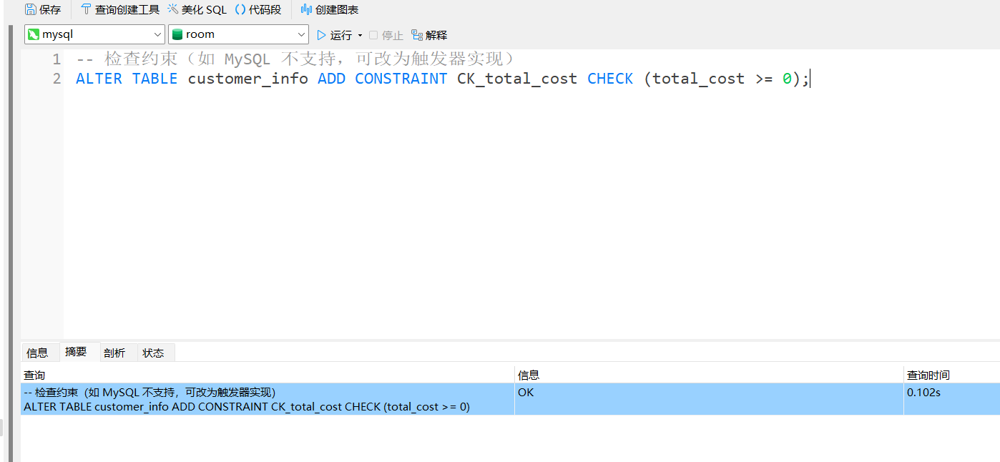 保存 查询创建工具 美化 SQL () 代码段 创建图表
mysql room 运行 停止 解释
1 -- 检查约束（如 MySQL 不支持，可改为触发器实现）
2 ALTER TABLE customer_info ADD CONSTRAINT CK_total_cost CHECK (total_cost >= 0);
信息 摘要 剖析 状态
查询 信息 查询时间
-- 检查约束（如 MySQL 不支持，可改为触发器实现） OK 0.102s
ALTER TABLE customer_info ADD CONSTRAINT CK_total_cost CHECK (total_cost >= 0)